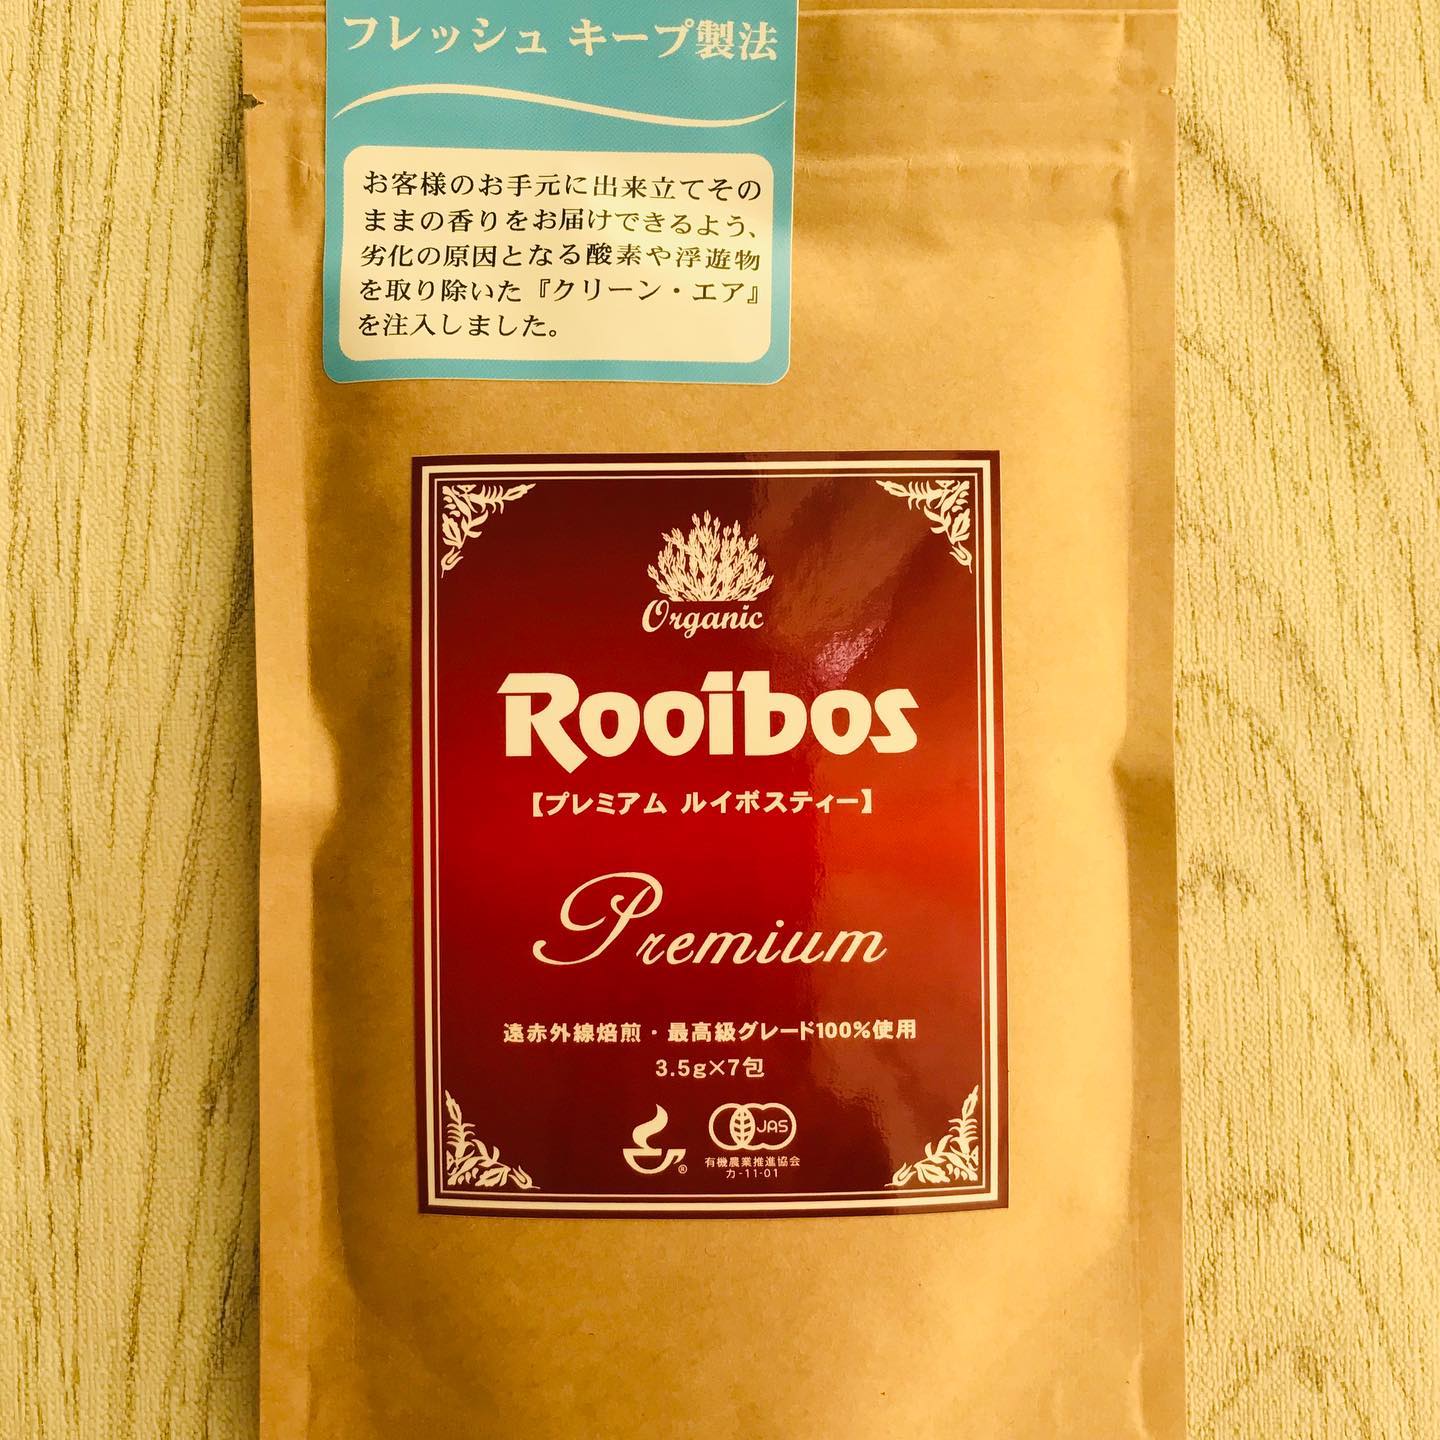 フレッシュ キープ製法
お客様のお手元に出来立てその
ままの香りをお届けできるよう、
劣化の原因となる酸素や浮遊物
を取り除いた『クリーン・エア』
を注入しました。
Organic
Rooibos
【プレミアム ルイボスティー】
Premium
遠赤外線焙煎・最高級グレード100%使用
3.5g×7包
®
JAS
有機農業推進協会
カ-11-01